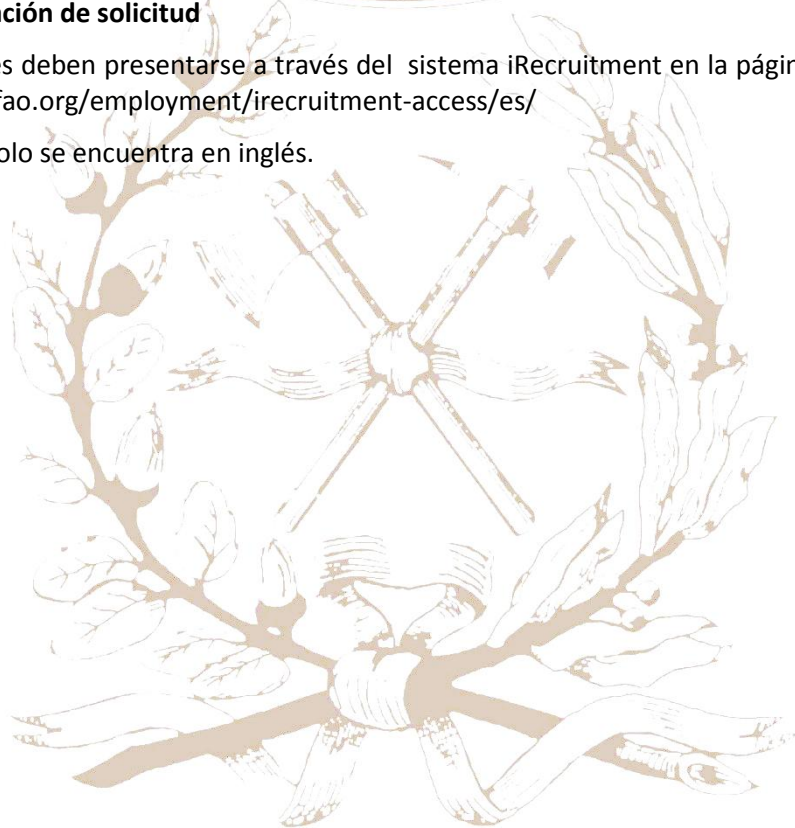 ación de solicitud
es deben presentarse a través del sistema iRecruitment en la págin
fao.org/employment/irecruitment-access/es/
olo se encuentra en inglés.